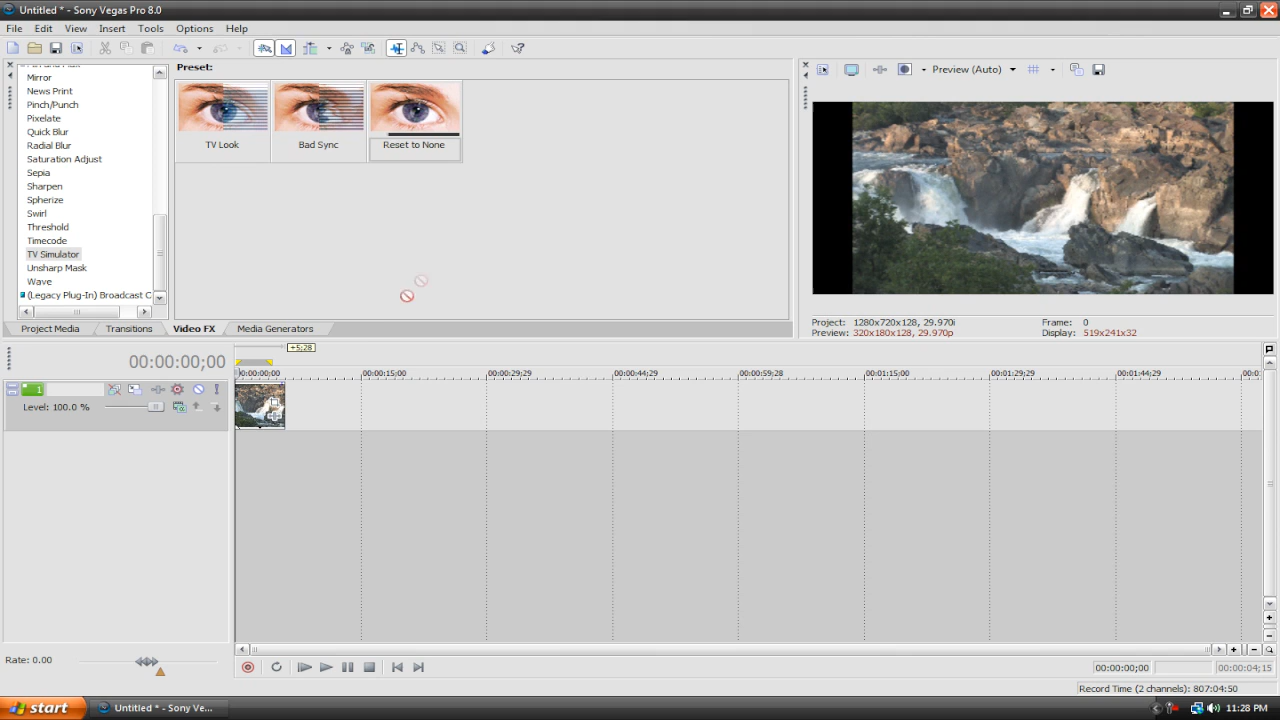 Untitled * - Sony Vegas Pro 8.0
File Edit View Insert Tools Options Help
Mirror
News Print
Pinch/Punch
Pixelate
Quick Blur
Radial Blur
Saturation Adjust
Sepia
Sharpen
Spherize
Swirl
Threshold
Timecode
TV Simulator
Unsharp Mask
Wave
(Legacy Plug-In) Broadcast C
Preset:
TV Look
Bad Sync
Reset to None
Project Media
Transitions
Video FX
Media Generators
Preview (Auto)
Project: 1280x720x128, 29.970i
Frame: 0
Preview: 320x180x128, 29.970p
Display: 519x241x32
00:00:00;00
+5:28
0:00:00;00
00:00:15;00
00:00:29;29
00:00:44;29
00:00:59;28
00:01:15;00
00:01:29;29
00:01:44;29
1
Level: 100.0 %
Rate: 0.00
00:00:00;00
00:00:04;15
Record Time (2 channels): 807:04:50
start
Untitled * - Sony Ve...
11:28 PM